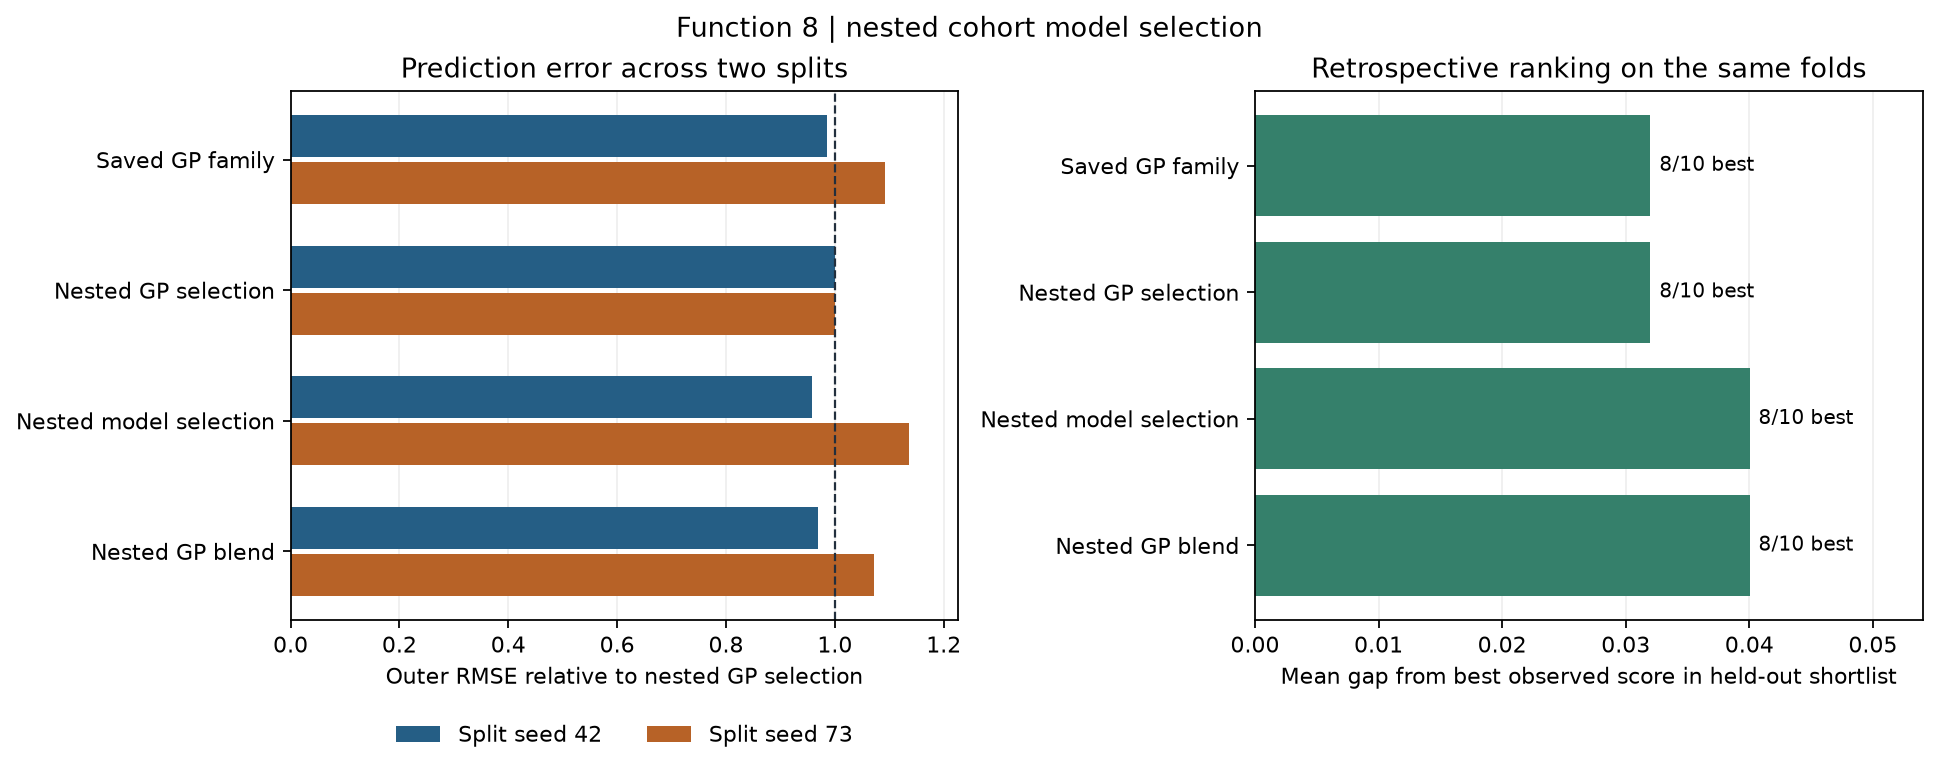 Function 8 | nested cohort model selection
Prediction error across two splits
Saved GP family
Nested GP selection
Nested model selection
Nested GP blend
0.0 0.2 0.4 0.6 0.8 1.0 1.2
Outer RMSE relative to nested GP selection
Split seed 42 Split seed 73
Retrospective ranking on the same folds
Saved GP family 8/10 best
Nested GP selection 8/10 best
Nested model selection 8/10 best
Nested GP blend 8/10 best
0.00 0.01 0.02 0.03 0.04 0.05
Mean gap from best observed score in held-out shortlist